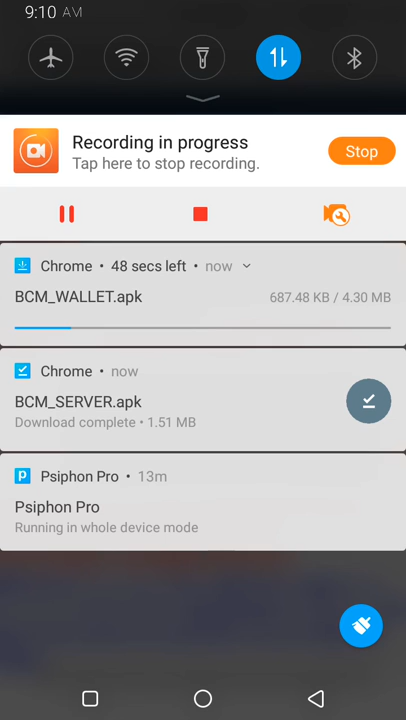 9:10 AM
Recording in progress
Tap here to stop recording.
Stop
Chrome • 48 secs left • now
BCM_WALLET.apk
687.48 KB / 4.30 MB
Chrome • now
BCM_SERVER.apk
Download complete • 1.51 MB
Psiphon Pro • 13m
Psiphon Pro
Running in whole device mode